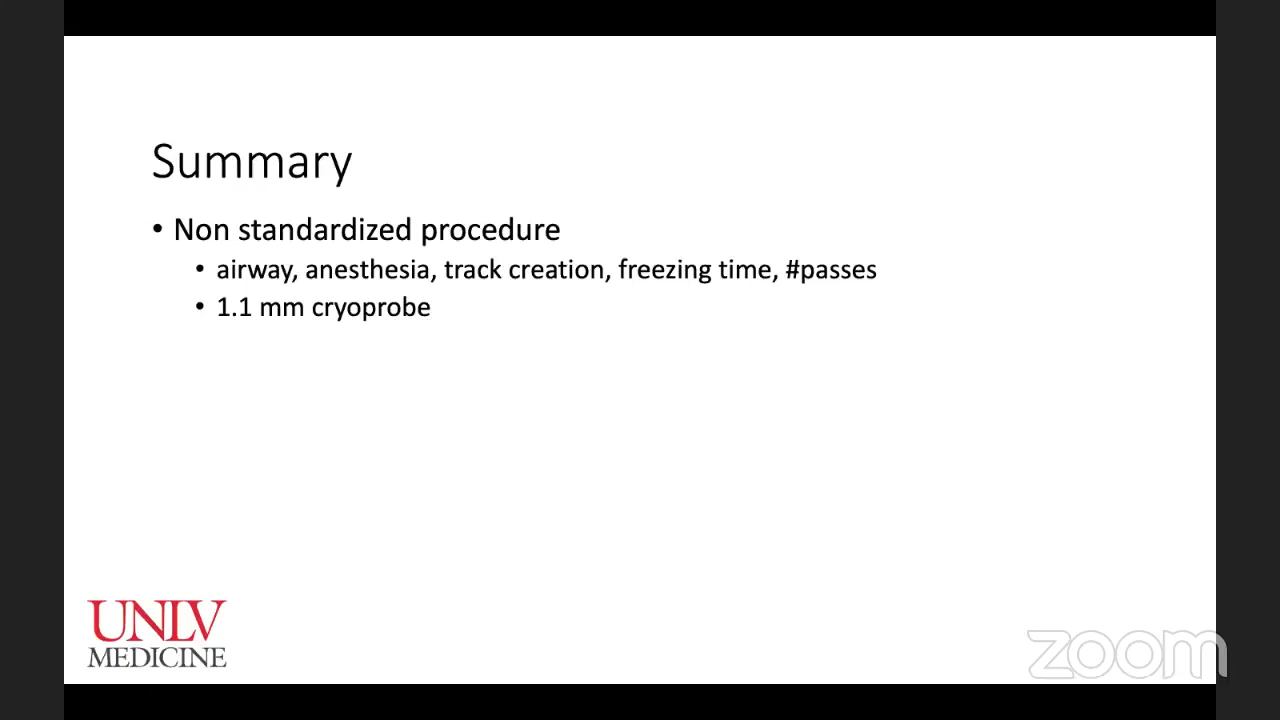 Summary
• Non standardized procedure
• airway, anesthesia, track creation, freezing time, #passes
• 1.1 mm cryoprobe
UNLV
MEDICINE
zoom